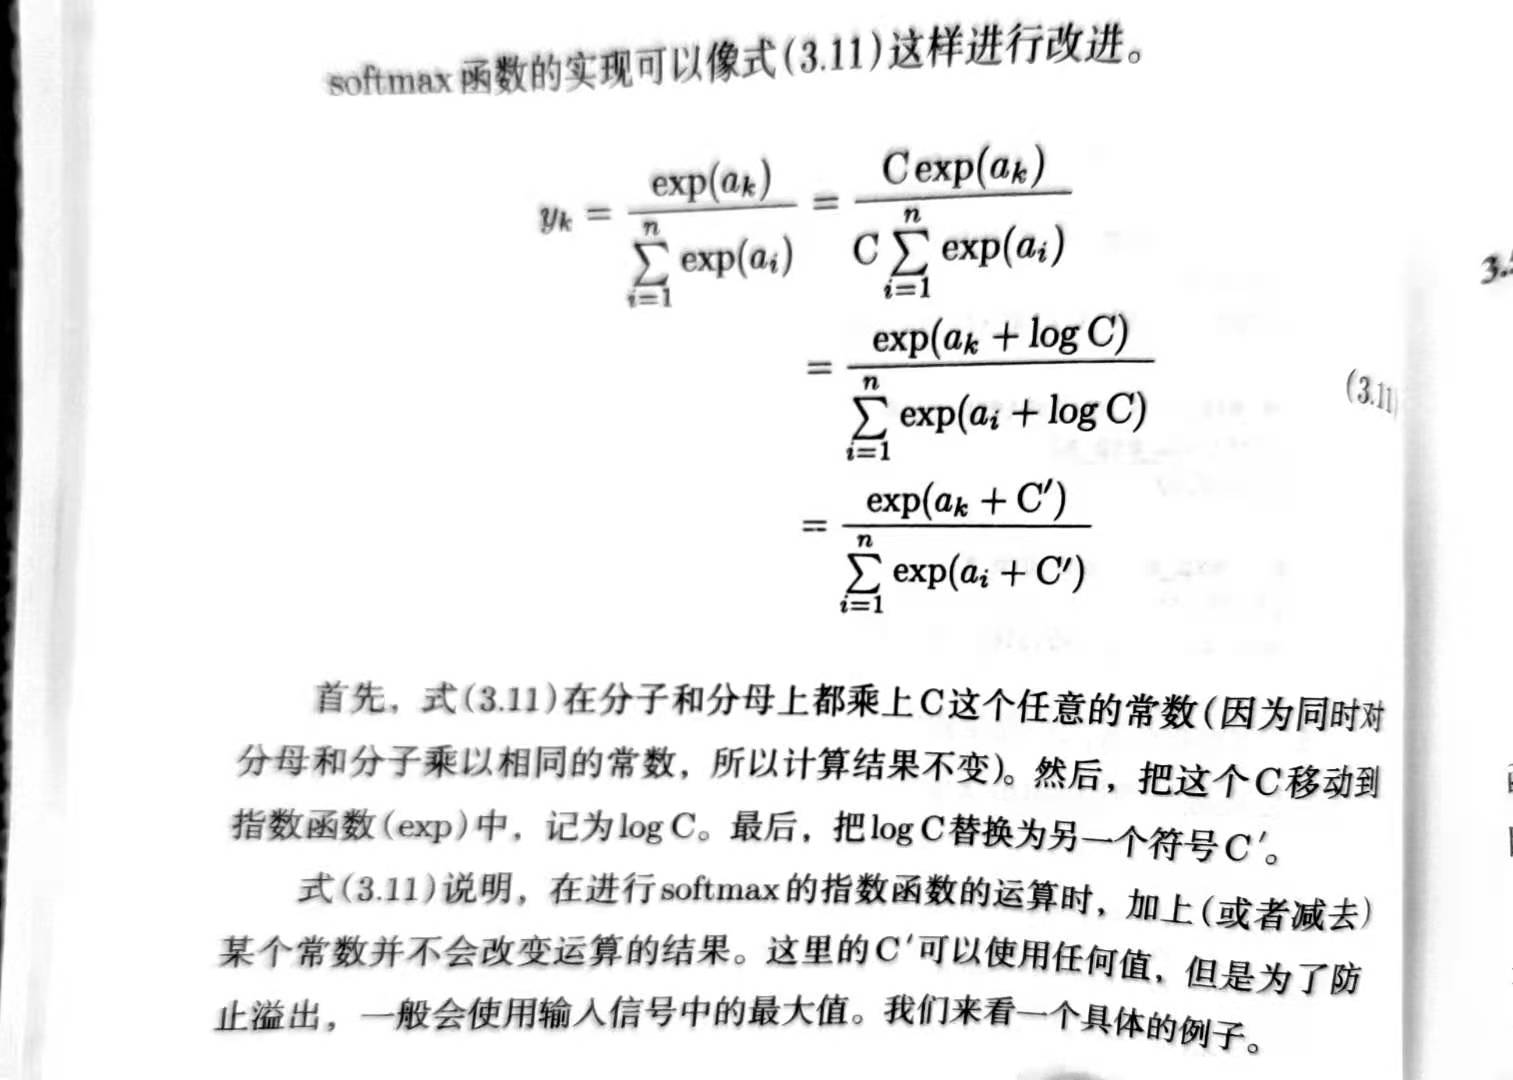 softmax函数的实现可以像式(3.11)这样进行改进。
y_k = exp(a_k) / ∑_{i=1}^{n} exp(a_i) = C exp(a_k) / C ∑_{i=1}^{n} exp(a_i)
= exp(a_k + log C) / ∑_{i=1}^{n} exp(a_i + log C)
(3.11)
= exp(a_k + C′) / ∑_{i=1}^{n} exp(a_i + C′)
首先，式(3.11)在分子和分母上都乘上C这个任意的常数(因为同时对
分母和分子乘以相同的常数，所以计算结果不变)。然后，把这个C移动到
指数函数(exp)中，记为log C。最后，把log C替换为另一个符号C′。
式(3.11)说明，在进行softmax的指数函数的运算时，加上(或者减去)
某个常数并不会改变运算的结果。这里的C′可以使用任何值，但是为了防
止溢出，一般会使用输入信号中的最大值。我们来看一个具体的例子。